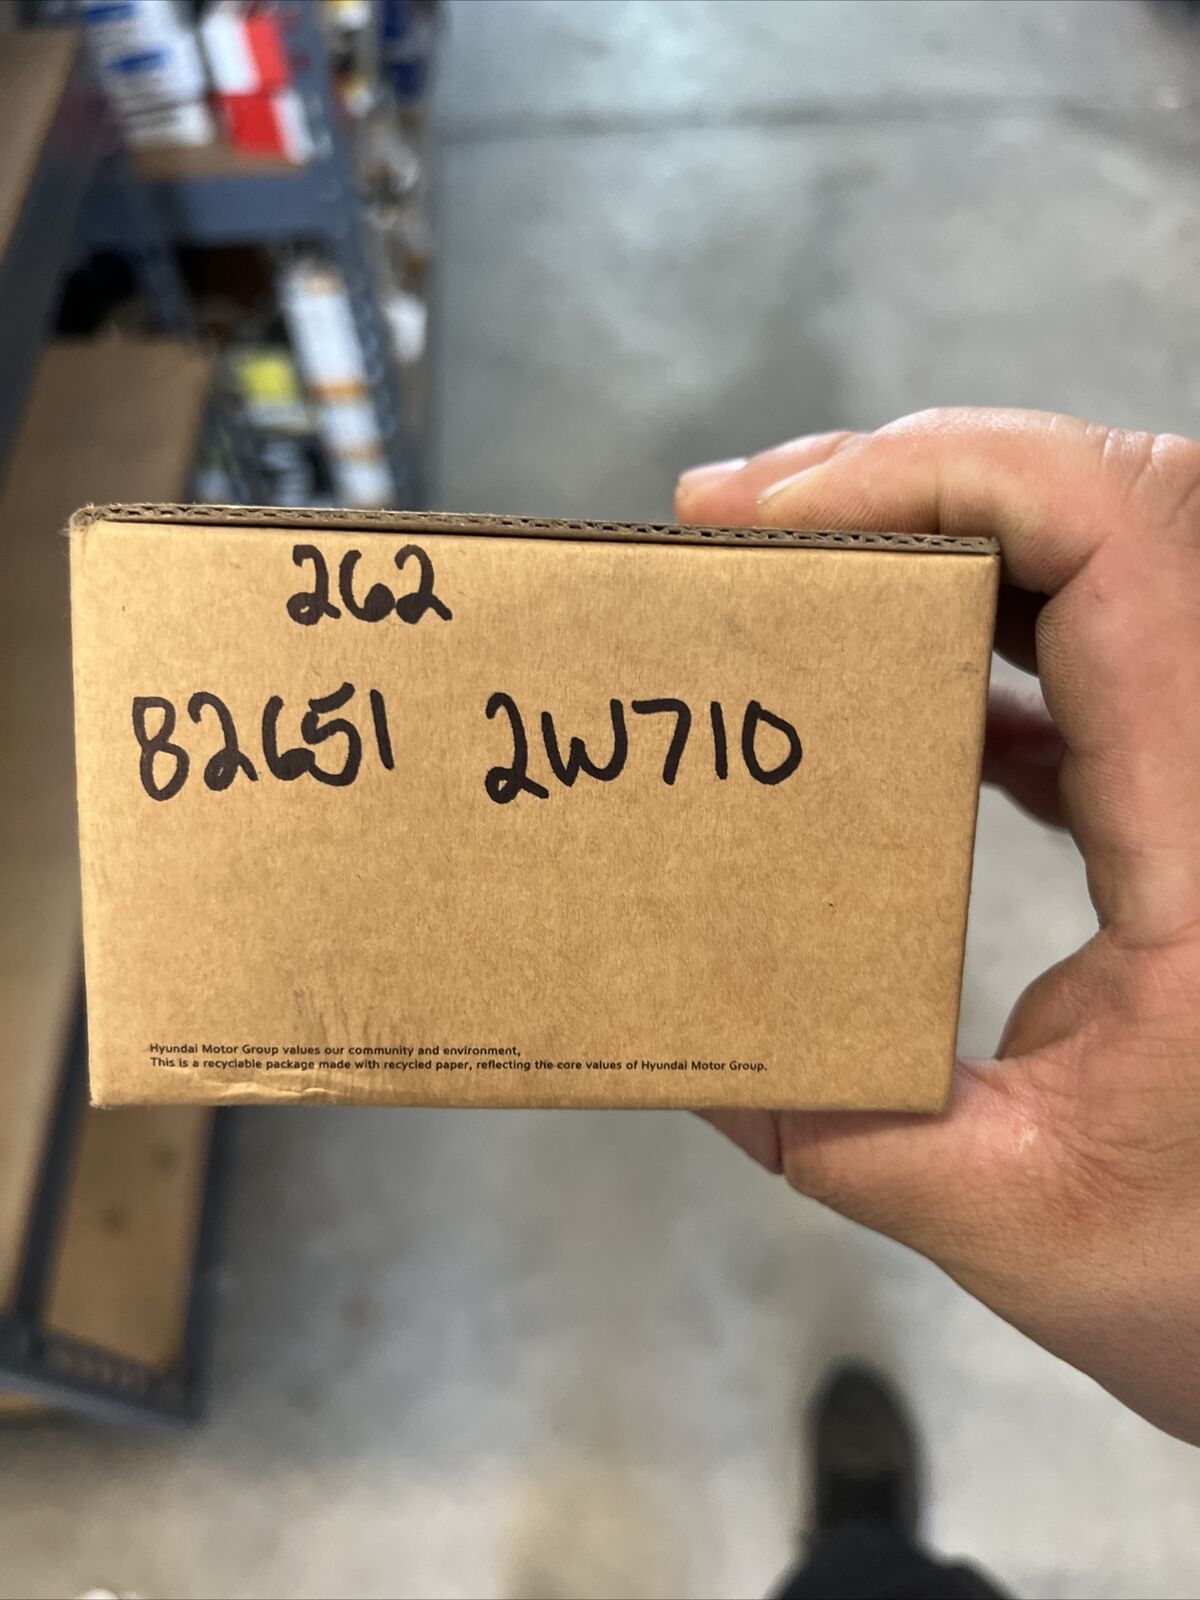 262
82651 2W710
Hyundai Motor Group values our community and environment,
This is a recyclable package made with recycled paper, reflecting the core values of Hyundai Motor Group.